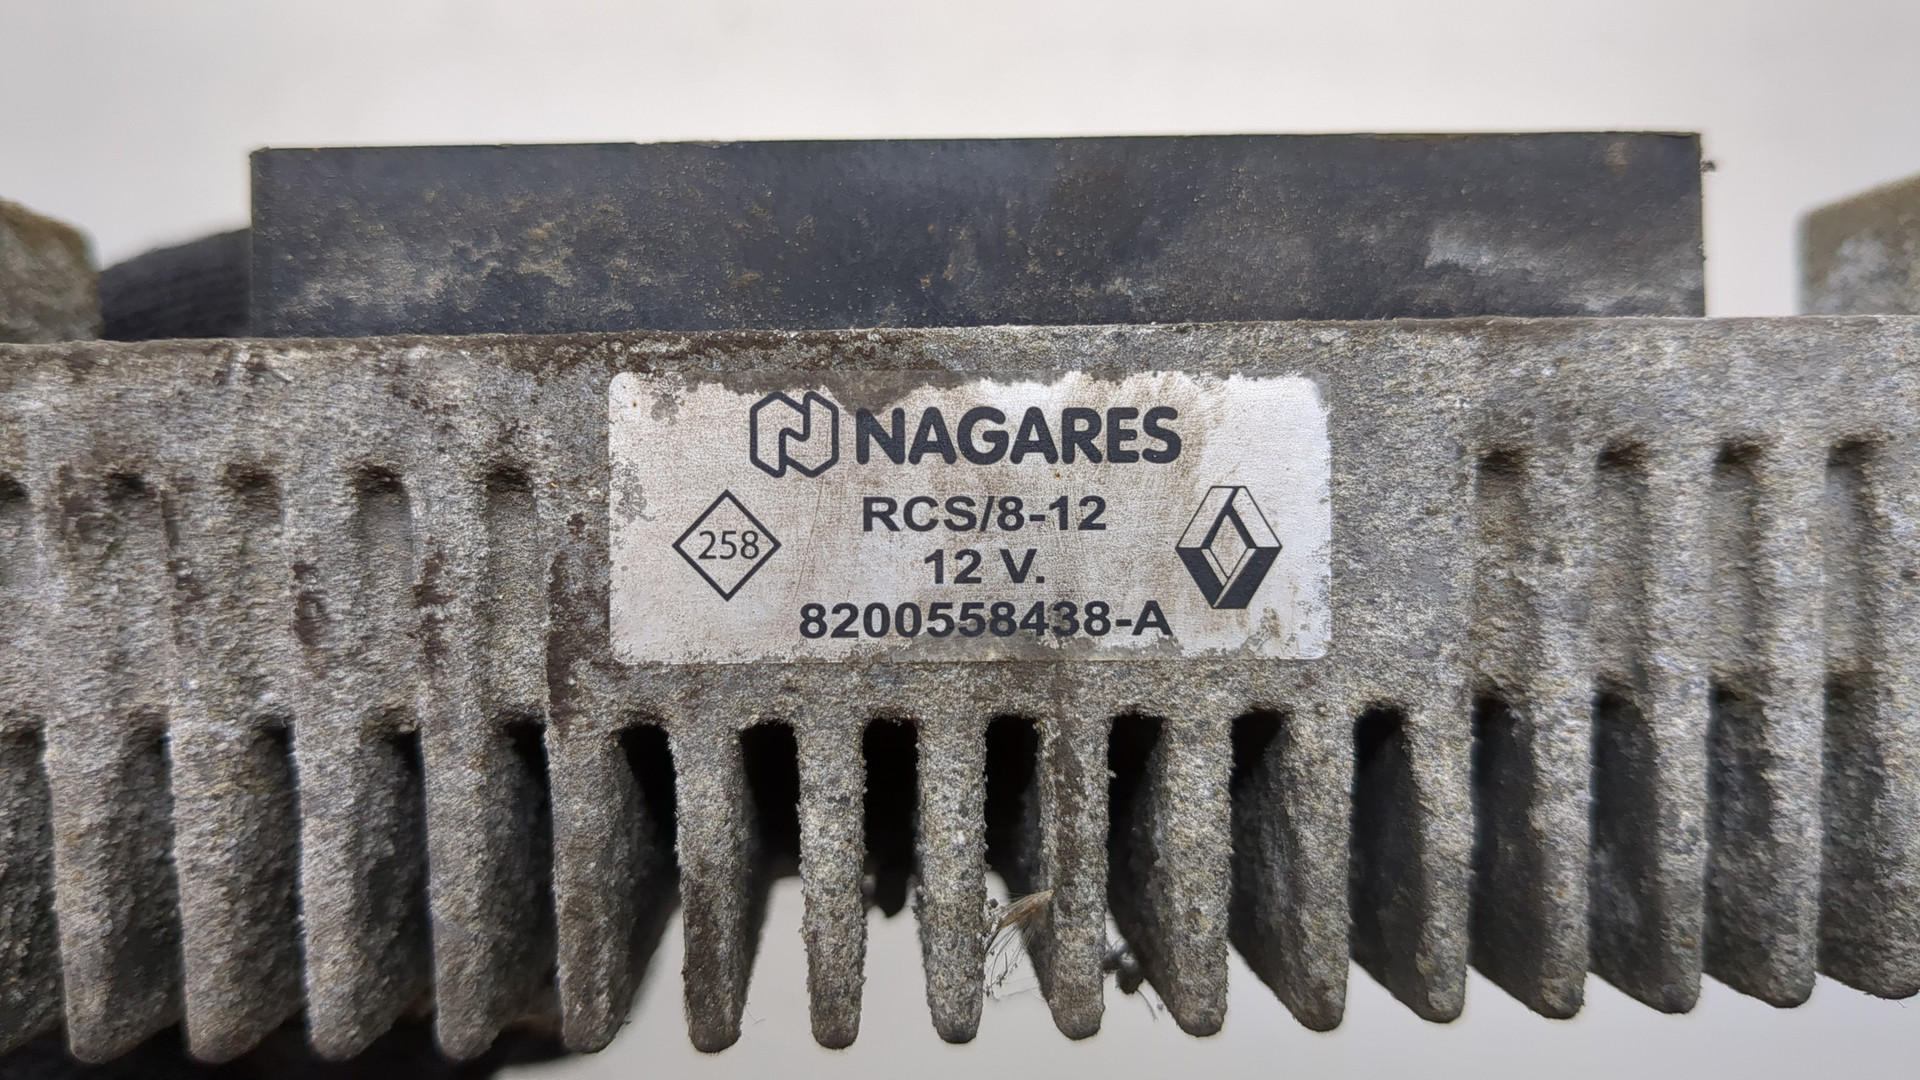 NAGARES
RCS/8-12
258
12 V.
8200558438-A